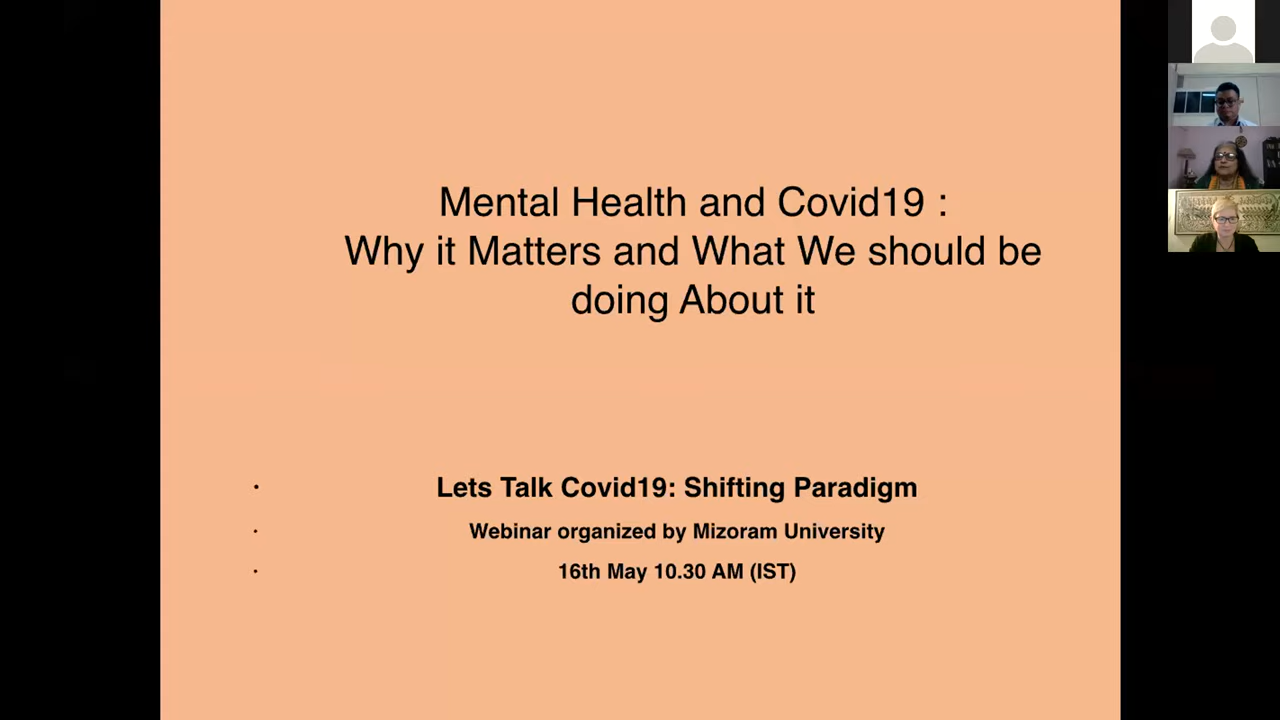 Mental Health and Covid19 :
Why it Matters and What We should be
doing About it
• Lets Talk Covid19: Shifting Paradigm
• Webinar organized by Mizoram University
• 16th May 10.30 AM (IST)